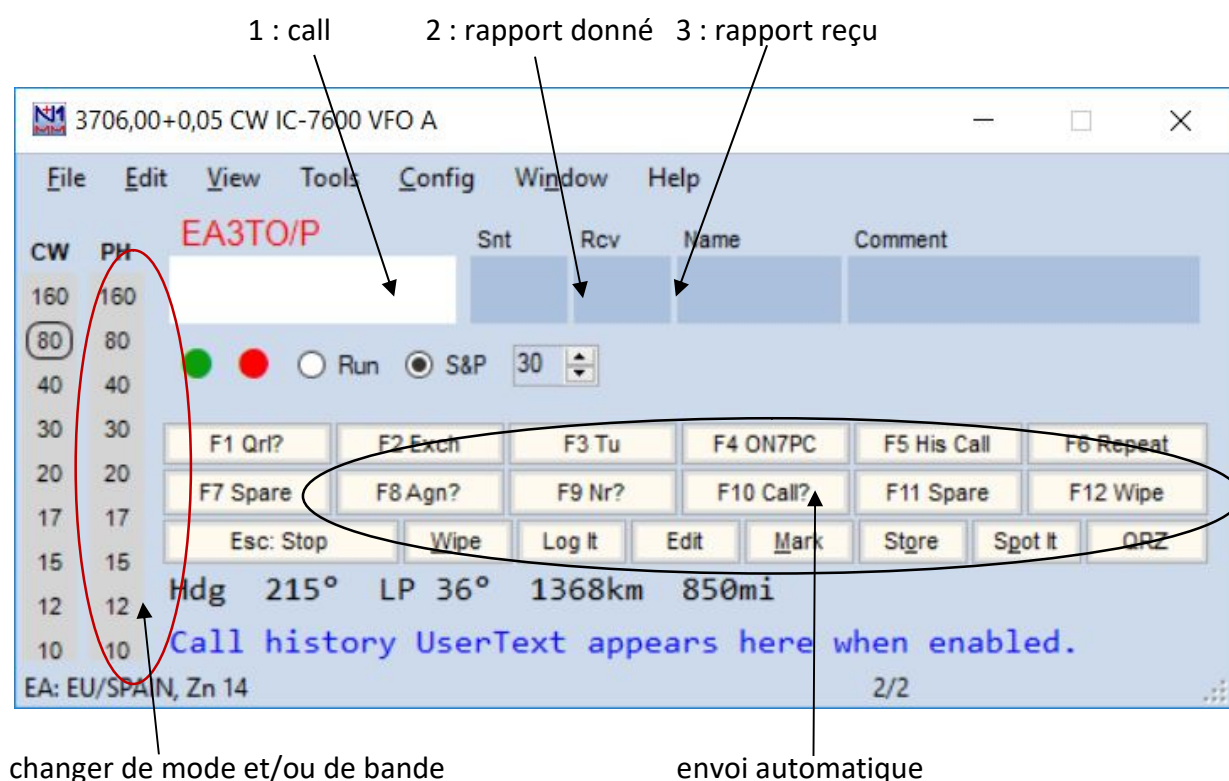 1 : call 2 : rapport donné 3 : rapport reçu
3706,00+0,05 CW IC-7600 VFO A
File Edit View Tools Config Window Help
EA3TO/P Snt Rcv Name Comment
CW PH
160 160
80 80
Run S&P 30
40 40
30 30
F1 Qrl? F2 Exch F3 Tu F4 ON7PC F5 His Call F6 Repeat
20 20
F7 Spare F8 Agn? F9 Nr? F10 Call? F11 Spare F12 Wipe
17 17
Esc: Stop Wipe Log It Edit Mark Store Spot It QRZ
15 15
Hdg 215° LP 36° 1368km 850mi
12 12
Call history UserText appears here when enabled.
10 10
EA: EU/SPAIN, Zn 14 2/2
changer de mode et/ou de bande envoi automatique